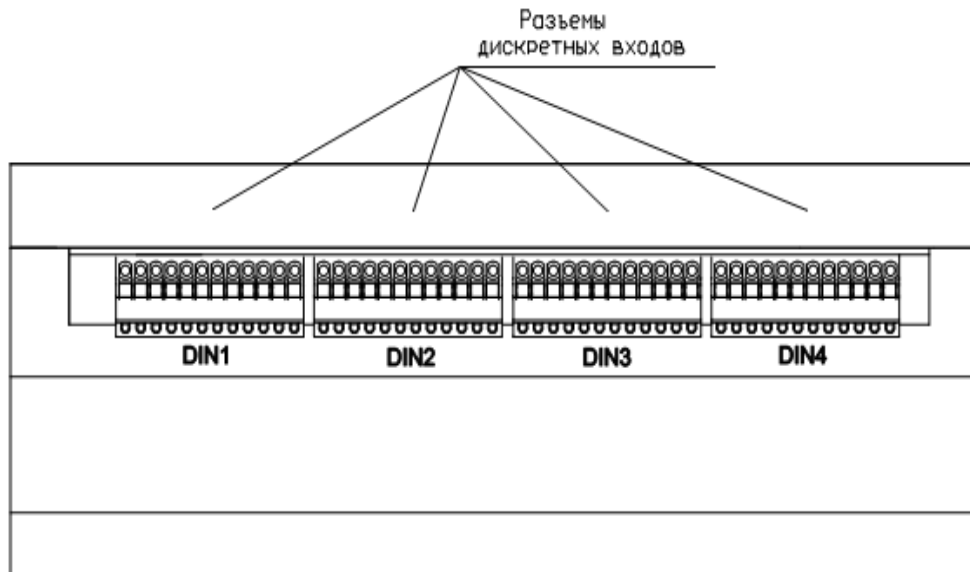 Разъемы
дискретных входов
DIN1
DIN2
DIN3
DIN4